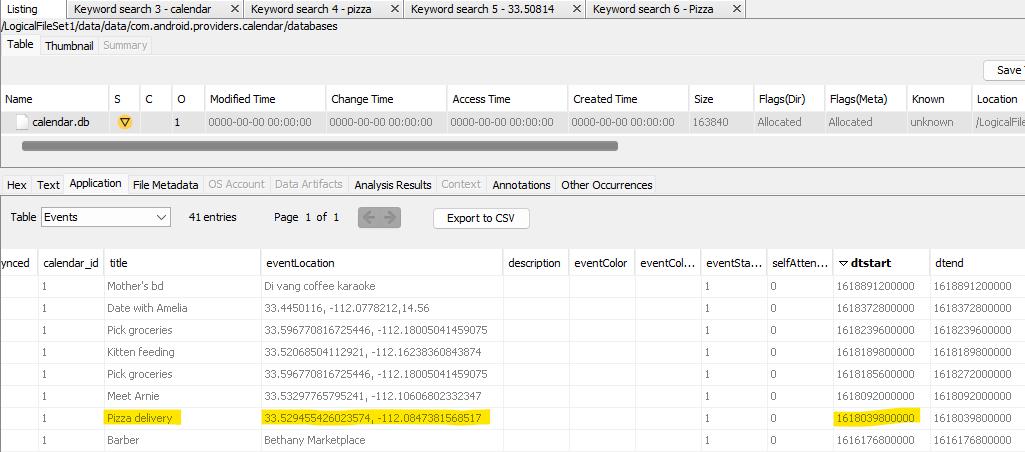 Listing Keyword search 3 - calendar Keyword search 4 - pizza Keyword search 5 - 33.50814 Keyword search 6 - Pizza
/LogicalFileSet1/data/data/com.android.providers.calendar/databases
Table Thumbnail Summary
Save
Name S C O Modified Time Change Time Access Time Created Time Size Flags(Dir) Flags(Meta) Known Location
calendar.db 1 0000-00-00 00:00:00 0000-00-00 00:00:00 0000-00-00 00:00:00 0000-00-00 00:00:00 163840 Allocated Allocated unknown /LogicalFile
Hex Text Application File Metadata OS Account Data Artifacts Analysis Results Context Annotations Other Occurrences
Table Events 41 entries Page 1 of 1 Export to CSV
ynced calendar_id title eventLocation description eventColor eventCol... eventSta... selfAtten... dtstart dtend
1 Mother's bd Di vang coffee karaoke 1 0 1618891200000 1618891200000
1 Date with Amelia 33.4450116, -112.0778212,14.56 1 0 1618372800000 1618372800000
1 Pick groceries 33.596770816725446, -112.18005041459075 1 0 1618239600000 1618239600000
1 Kitten feeding 33.52068504112921, -112.16238360843874 1 0 1618189800000 1618189800000
1 Pick groceries 33.596770816725446, -112.18005041459075 1 0 1618185600000 1618272000000
1 Meet Arnie 33.53297765795241, -112.10606802332347 1 0 1618092000000 1618092000000
1 Pizza delivery 33.529455426023574, -112.0847381568517 1 0 1618039800000 1618039800000
1 Barber Bethany Marketplace 1 0 1616176800000 1616176800000